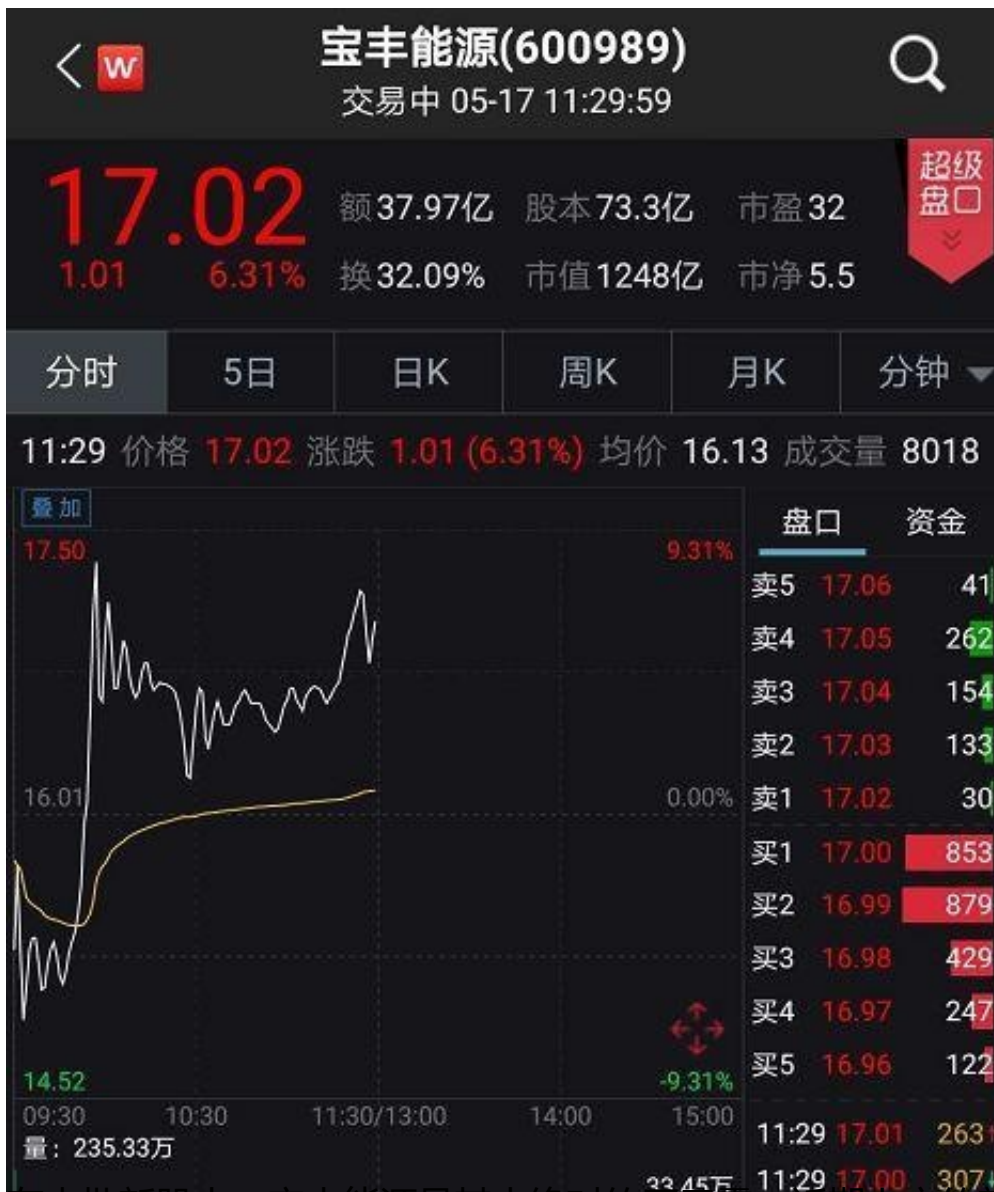 W 宝丰能源(600989)
交易中 05-17 11:29:59
超级
盘口
17.02
额37.97亿 股本73.3亿 市盈32
1.01 6.31% 换32.09% 市值1248亿 市净5.5
分时 5日 日K 周K 月K 分钟
11:29 价格 17.02 涨跌 1.01 (6.31%) 均价 16.13 成交量 8018
叠加
盘口 资金
17.50 9.31%
16.01 0.00%
14.52 -9.31%
09:30 10:30 11:30/13:00 14:00 15:00
量: 235.33万
33.45万
卖5 17.06 41
卖4 17.05 262
卖3 17.04 154
卖2 17.03 133
卖1 17.02 30
买1 17.00 853
买2 16.99 879
买3 16.98 429
买4 16.97 247
买5 16.96 122
11:29 17.01 263
11:29 17.00 307